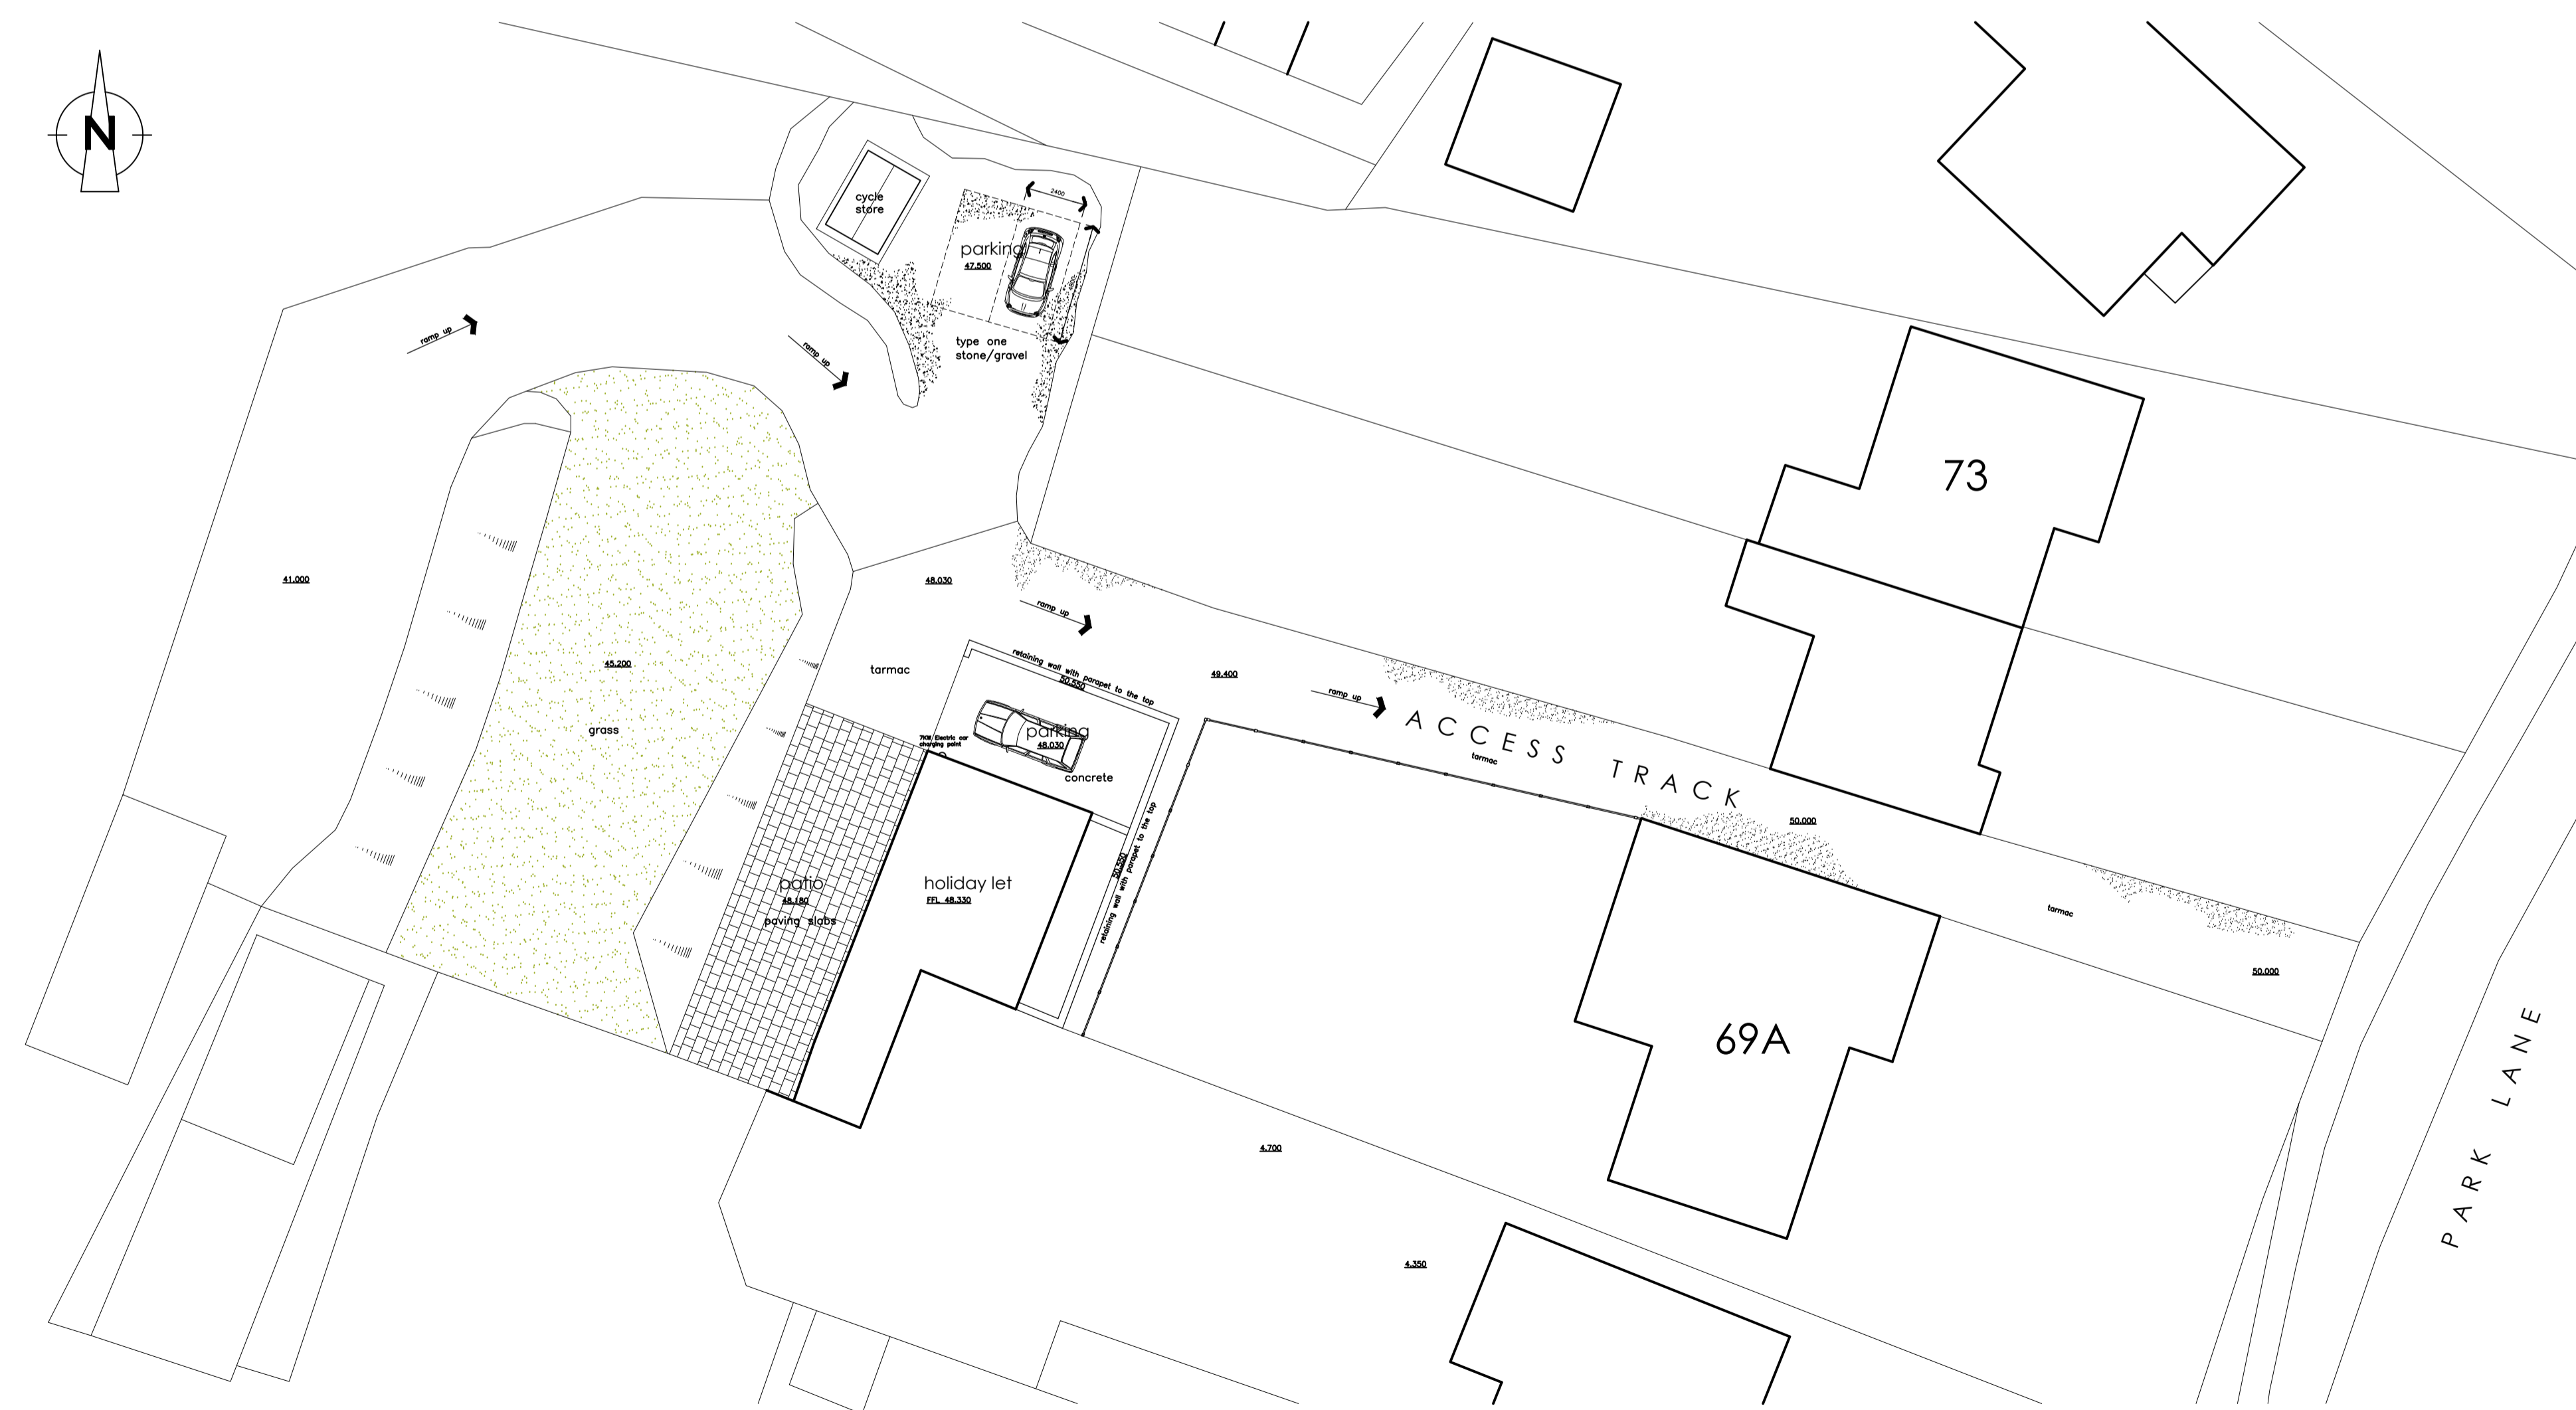 N
cycle
store
2400
parking
47.500
type one
stone/gravel
ramp up
ramp up
73
41.000
48.030
ramp up
45.200
tarmac
retaining wall with parapet to the top
50.550
49.400
ramp up
ACCESS TRACK
tarmac
grass
7KW Electric car
charging point
parking
48.030
concrete
50.000
retaining wall with parapet to the top
50.550
patio
48.180
paving slabs
holiday let
FFL 48.330
tarmac
50.000
69A
PARK LANE
4.700
4.350